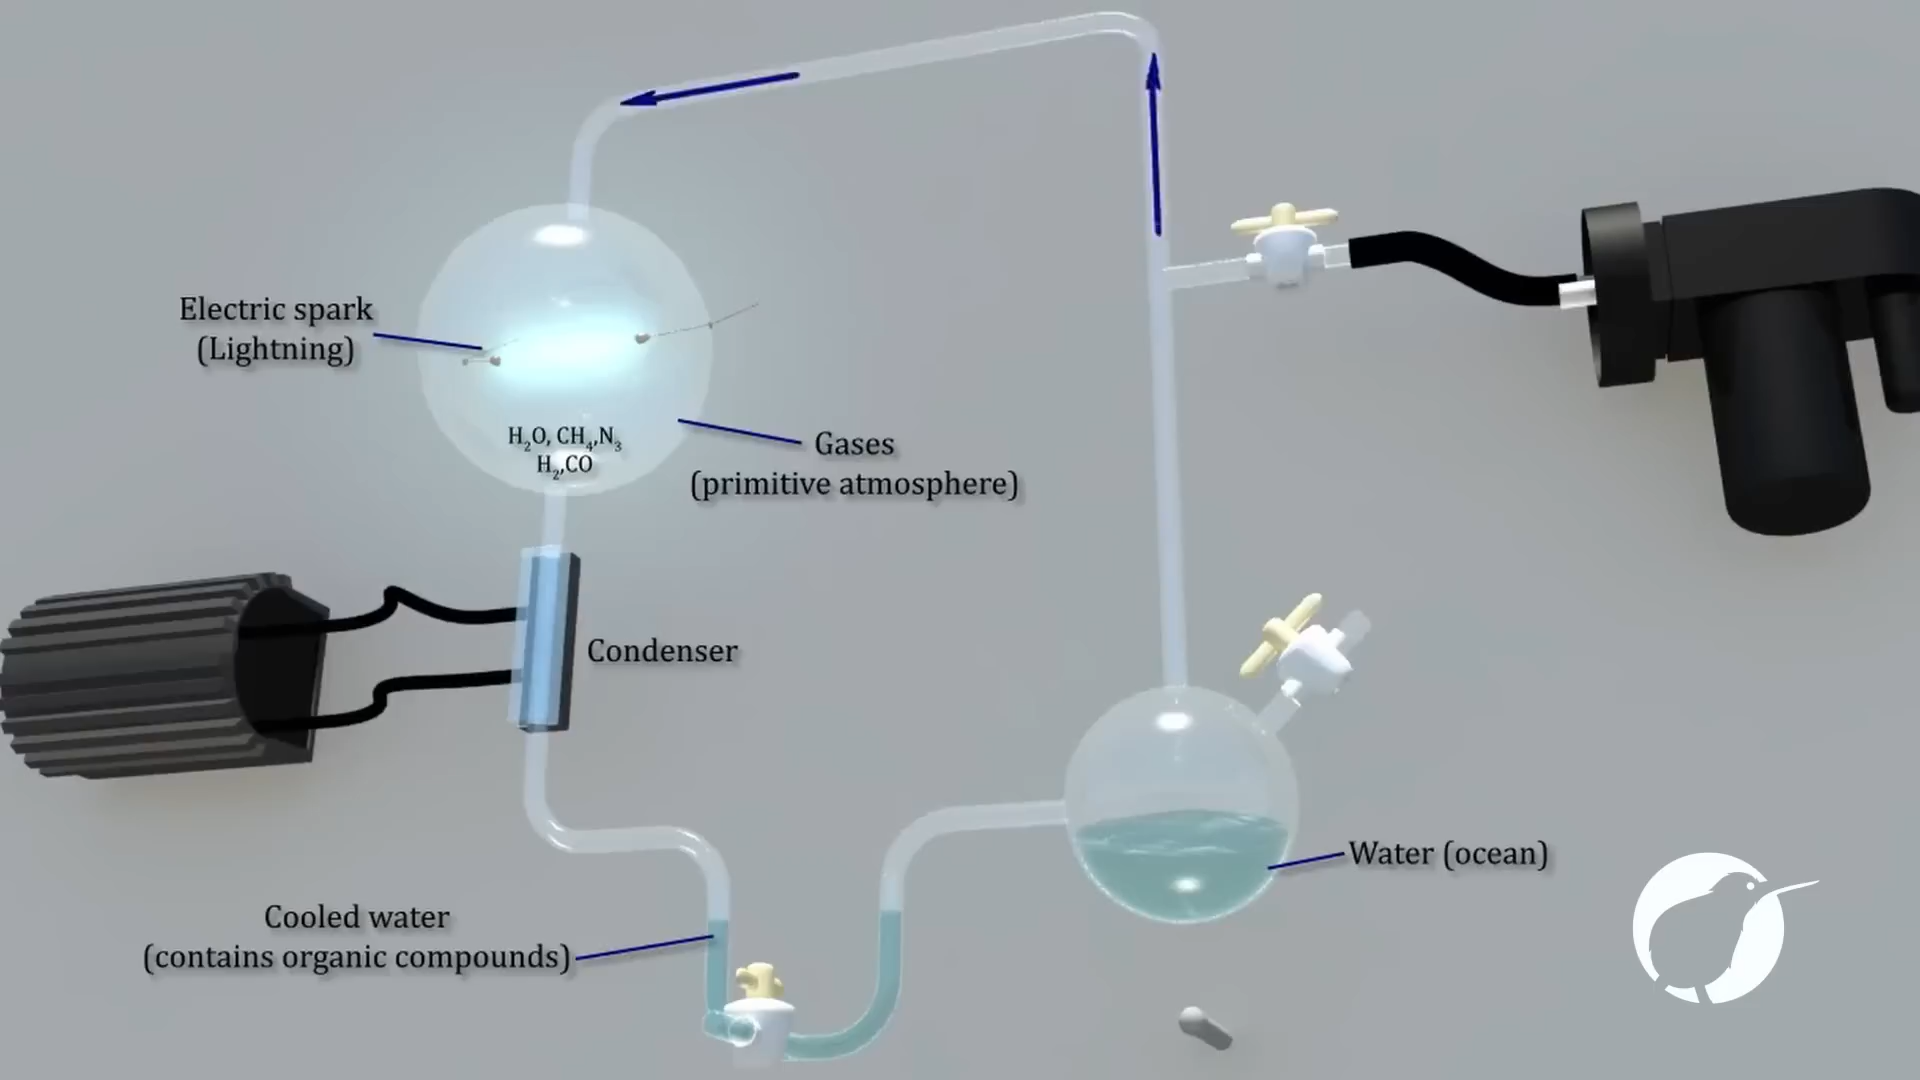 Electric spark
(Lightning)
H₂O, CH₄,N₃
H₂,CO
Gases
(primitive atmosphere)
Condenser
Water (ocean)
Cooled water
(contains organic compounds)